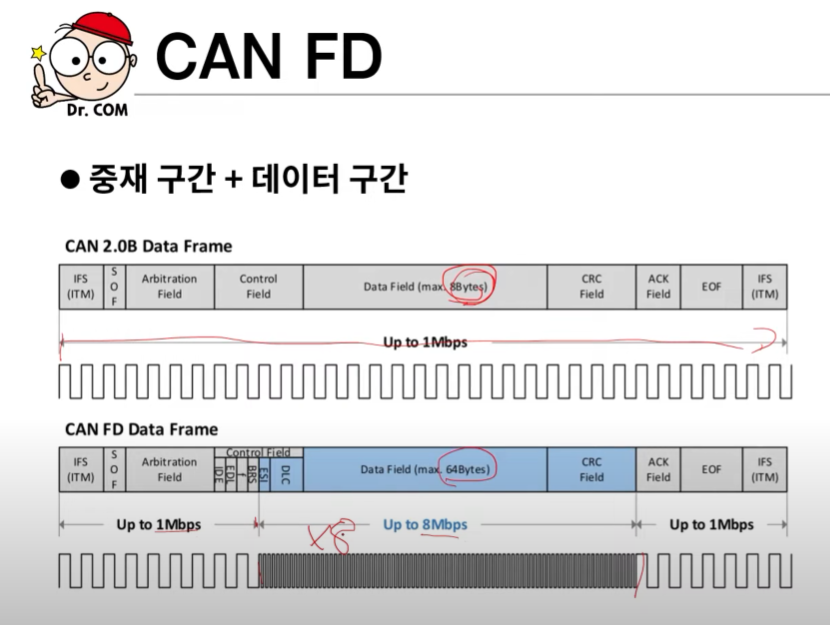 CAN FD
Dr. COM
● 중재 구간 + 데이터 구간
CAN 2.0B Data Frame
IFS (ITM) SOF Arbitration Field Control Field Data Field (max. 8Bytes) CRC Field ACK Field EOF IFS (ITM)
Up to 1Mbps
CAN FD Data Frame
Control Field
IFS (ITM) SOF Arbitration Field IDE EDL r BRS ESI DLC Data Field (max. 64Bytes) CRC Field ACK Field EOF IFS (ITM)
Up to 1Mbps Up to 8Mbps Up to 1Mbps
x8